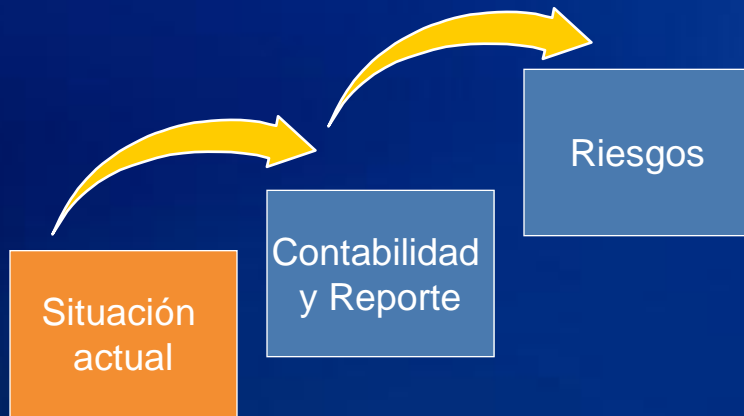 Situación
actual
Contabilidad
y Reporte
Riesgos